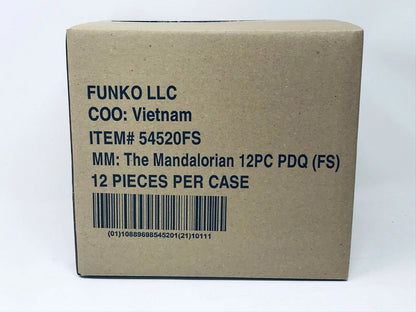 FUNKO LLC
COO: Vietnam
ITEM# 54520FS
MM: The Mandalorian 12PC PDQ (FS)
12 PIECES PER CASE
(01)10889698545201(21)10111